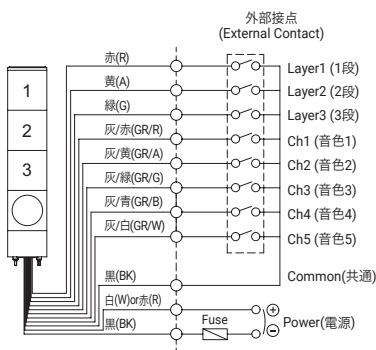 外部接点
(External Contact)
赤(R)
Layer1 (1段)
黄(A)
Layer2 (2段)
緑(G)
Layer3 (3段)
灰/赤(GR/R)
Ch1 (音色1)
灰/黄(GR/A)
Ch2 (音色2)
灰/緑(GR/G)
Ch3 (音色3)
灰/青(GR/B)
Ch4 (音色4)
灰/白(GR/W)
Ch5 (音色5)
1
2
3
黒(BK)
Common(共通)
白(W)or赤(R)
黒(BK)
Fuse
Power(電源)